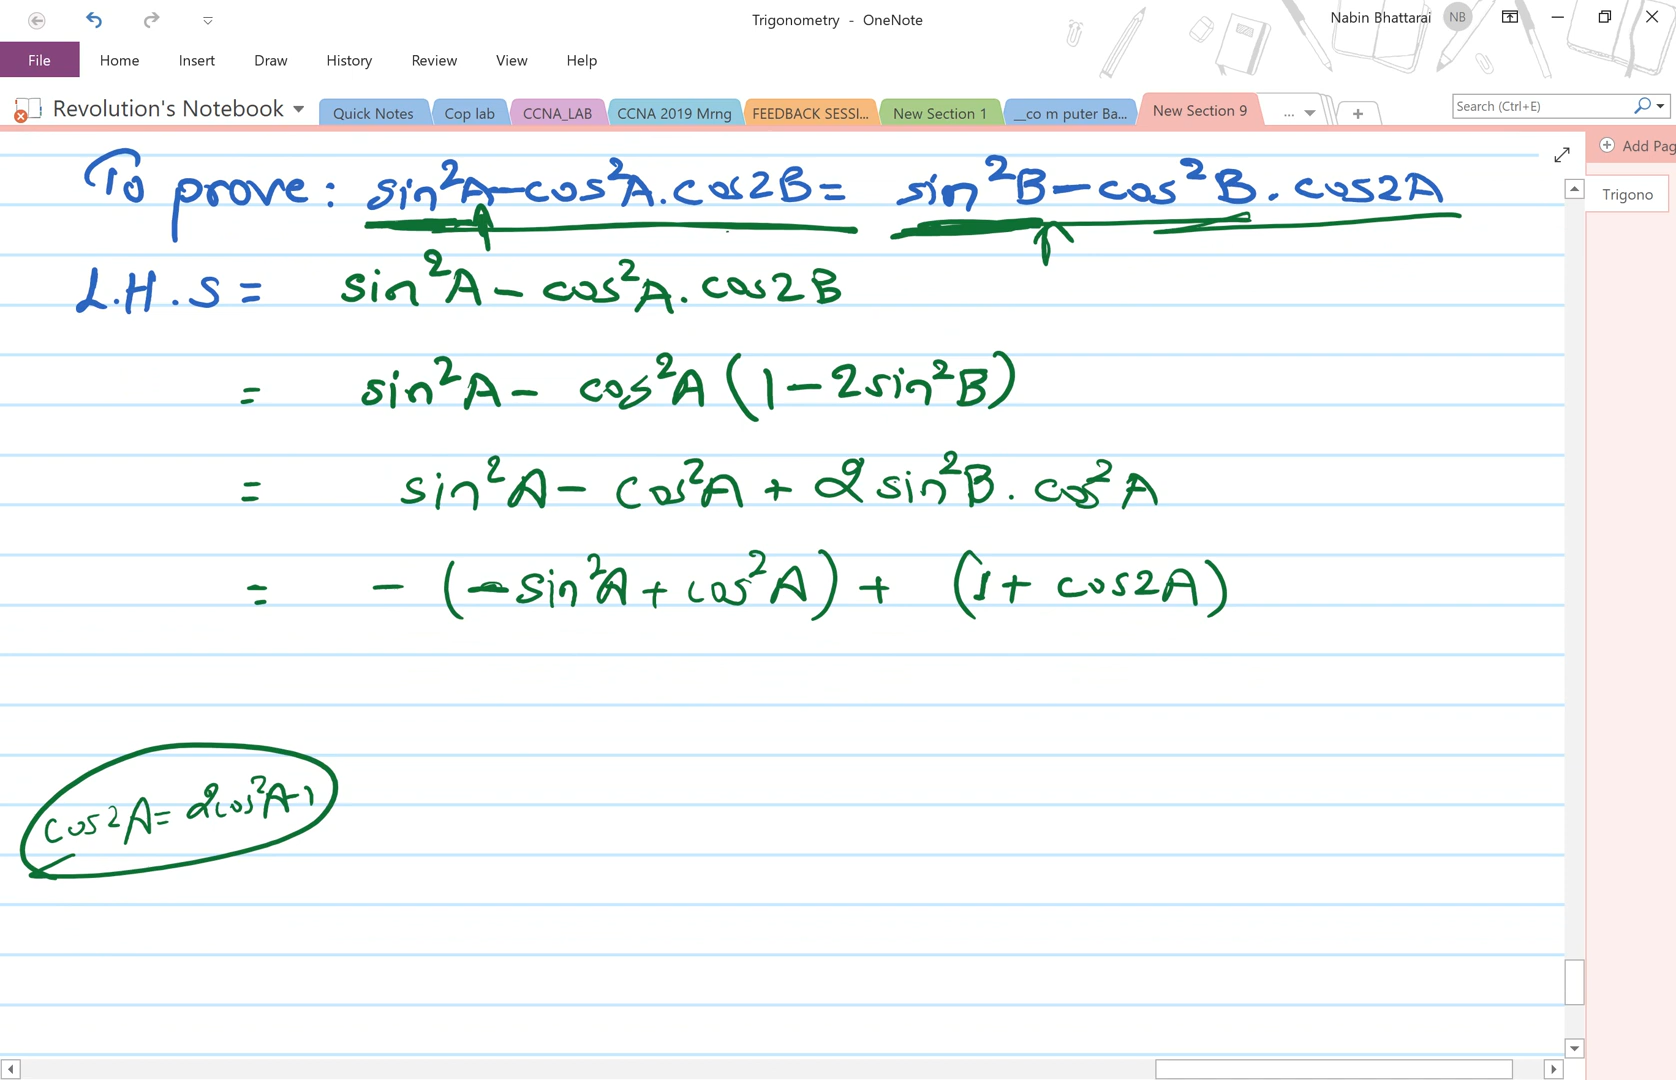 Trigonometry - OneNote
Nabin Bhattarai NB
File Home Insert Draw History Review View Help
Revolution's Notebook Quick Notes Cop lab CCNA_LAB CCNA 2019 Mrng FEEDBACK SESSI... New Section 1 __co m puter Ba... New Section 9 ... + Search (Ctrl+E)
Add Pag
Trigono
To prove: sin²A-cos²A.cos2B= sin²B-cos²B.cos2A
L.H.S = sin²A - cos²A.cos2B
= sin²A - cos²A (1-2sin²B)
= sin²A - cos²A + 2sin²B.cos²A
= - (-sin²A + cos²A) + (1+ cos2A)
cos2A= 2cos²A-1